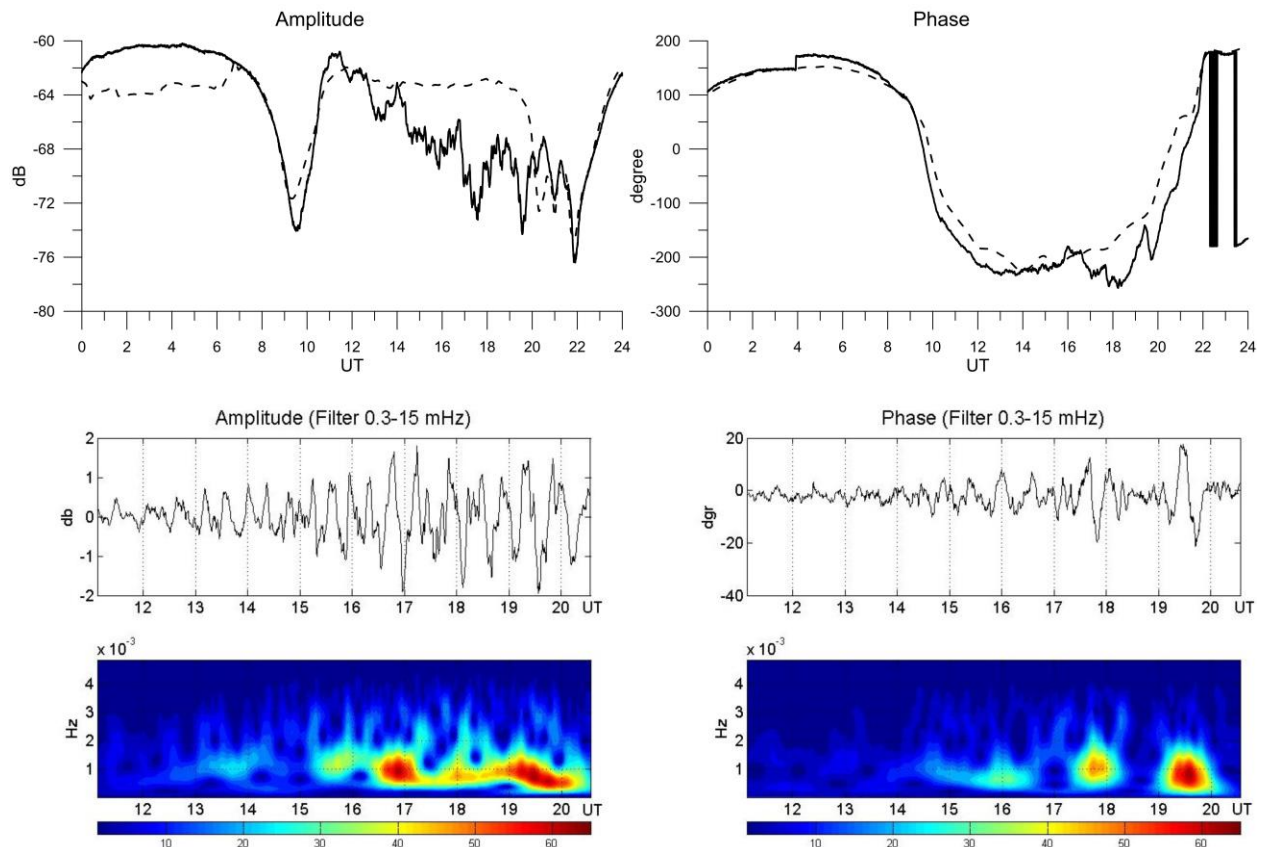 Amplitude
Phase
-60
-64
-68
-72
-76
-80
dB
0 2 4 6 8 10 12 14 16 18 20 22 24
UT
200
100
0
-100
-200
-300
degree
0 2 4 6 8 10 12 14 16 18 20 22 24
UT
Amplitude (Filter 0.3-15 mHz)
2
1
0
-1
-2
db
12 13 14 15 16 17 18 19 20 UT
Phase (Filter 0.3-15 mHz)
20
0
-20
-40
dgr
12 13 14 15 16 17 18 19 20 UT
x 10⁻³
4
3
2
1
Hz
12 13 14 15 16 17 18 19 20 UT
10 20 30 40 50 60
x 10⁻³
4
3
2
1
Hz
12 13 14 15 16 17 18 19 20 UT
10 20 30 40 50 60